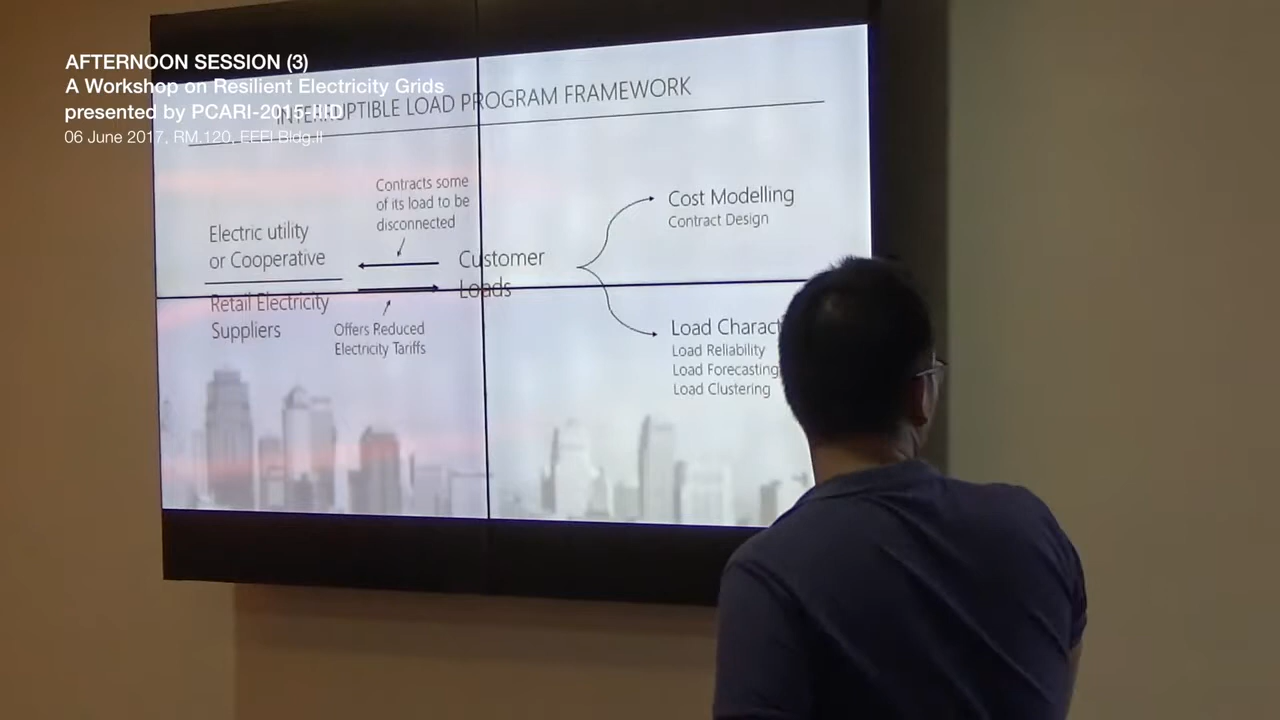 AFTERNOON SESSION (3)
A Workshop on Resilient Electricity Grids
presented by PCARI-2015-IIID
06 June 2017, RM.120, EEEI Bldg.II
INTERRUPTIBLE LOAD PROGRAM FRAMEWORK
Contracts some
of its load to be
disconnected
Electric utility
or Cooperative
Retail Electricity
Suppliers
Customer
Loads
Offers Reduced
Electricity Tariffs
Cost Modelling
Contract Design
Load Charact
Load Reliability
Load Forecasting
Load Clustering